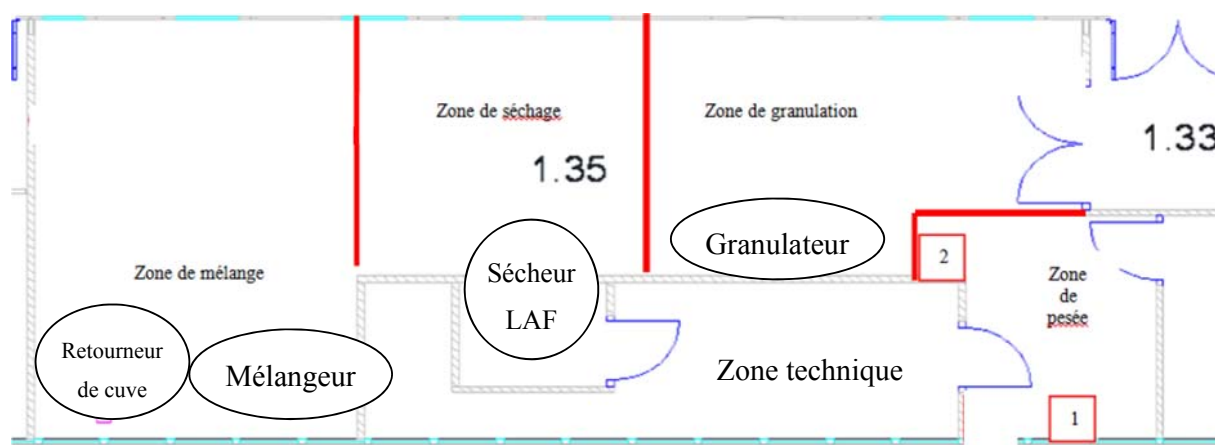 Zone de séchage
Zone de granulation
1.35
1.33
Granulateur
Zone de mélange
Sécheur
LAF
2
Zone
de
pesée
Retourneur
de cuve
Mélangeur
Zone technique
1